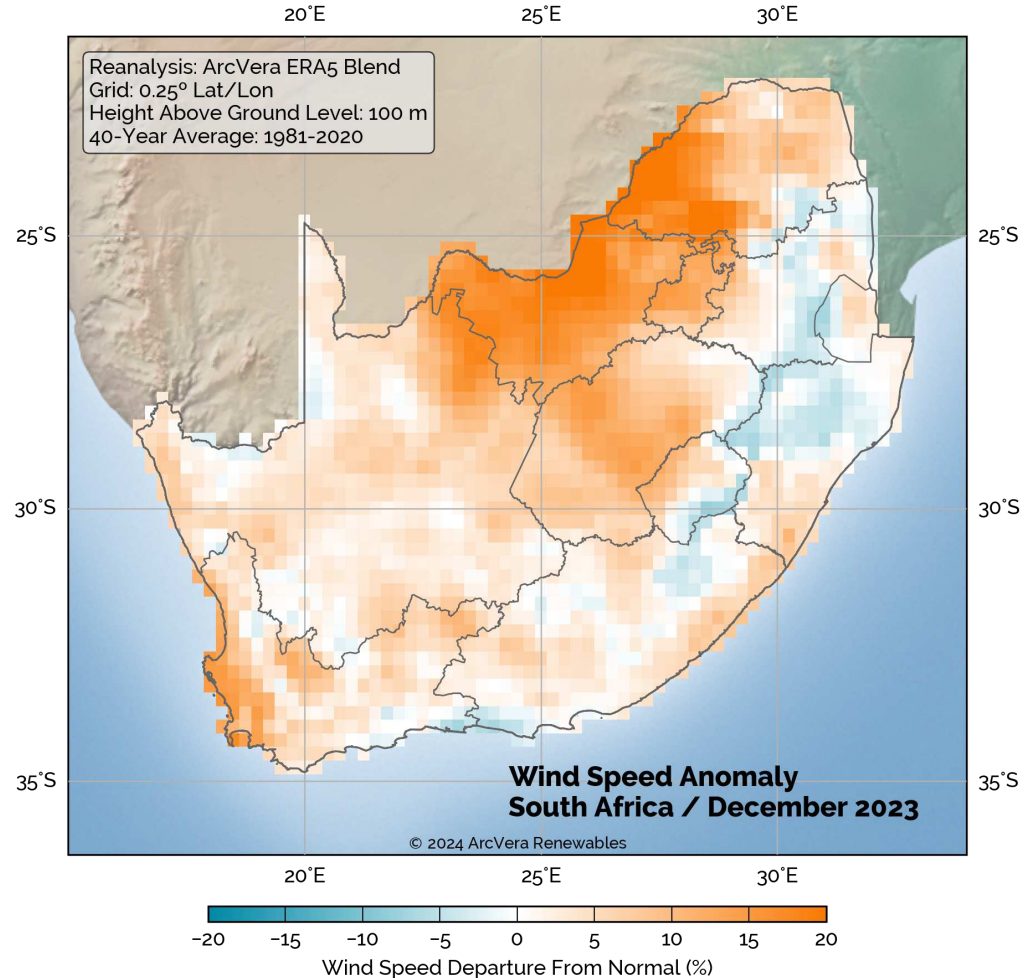 20°E 25°E 30°E
Reanalysis: ArcVera ERA5 Blend
Grid: 0.25º Lat/Lon
Height Above Ground Level: 100 m
40-Year Average: 1981-2020
25°S 25°S
30°S 30°S
35°S 35°S
Wind Speed Anomaly
South Africa / December 2023
© 2024 ArcVera Renewables
20°E 25°E 30°E
−20 −15 −10 −5 0 5 10 15 20
Wind Speed Departure From Normal (%)